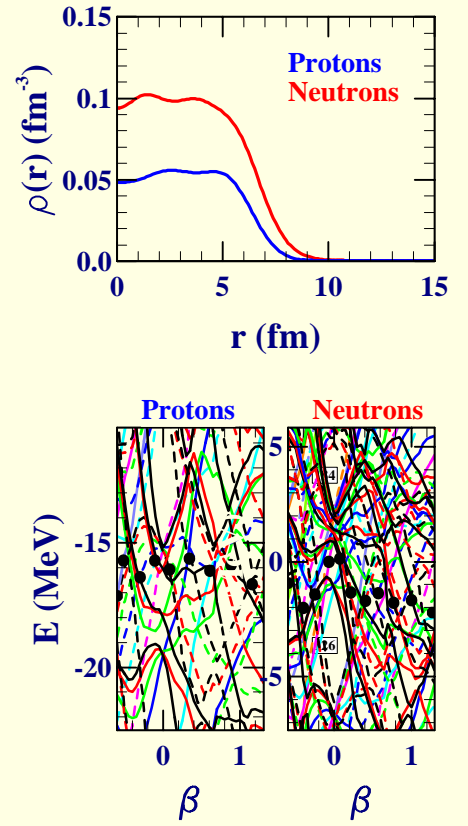 0.15
0.1
0.05
0.0
ρ(r) (fm-3)
Protons
Neutrons
0 5 10 15
r (fm)
Protons Neutrons
E (MeV)
-15
-20
5
0
-5
0 1
β
0 1
β